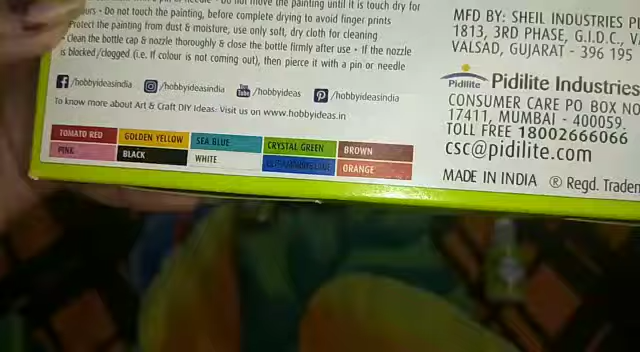 not move the painting until it is touch dry for
• Do not touch the painting, before complete drying to avoid finger prints
Protect the painting from dust & moisture, use only soft, dry cloth for cleaning
• Clean the bottle cap & nozzle thoroughly & close the bottle firmly after use • If the nozzle
is blocked/clogged (i.e. If colour is not coming out), then pierce it with a pin or needle
/hobbyideasindia /hobbyideasindia You Tube /hobbyideas /hobbyideasindia
To know more about Art & Craft DIY Ideas: Visit us on www.hobbyideas.in
TOMATO RED GOLDEN YELLOW SEA BLUE CRYSTAL GREEN BROWN
PINK BLACK WHITE ORANGE
MFD BY: SHEIL INDUSTRIES
1813, 3RD PHASE, G.I.D.C.,
VALSAD, GUJARAT - 396 195
Pidilite Pidilite Industries
CONSUMER CARE PO BOX NO
17411, MUMBAI - 400059.
TOLL FREE 18002666066
csc@pidilite.com
MADE IN INDIA ® Regd.